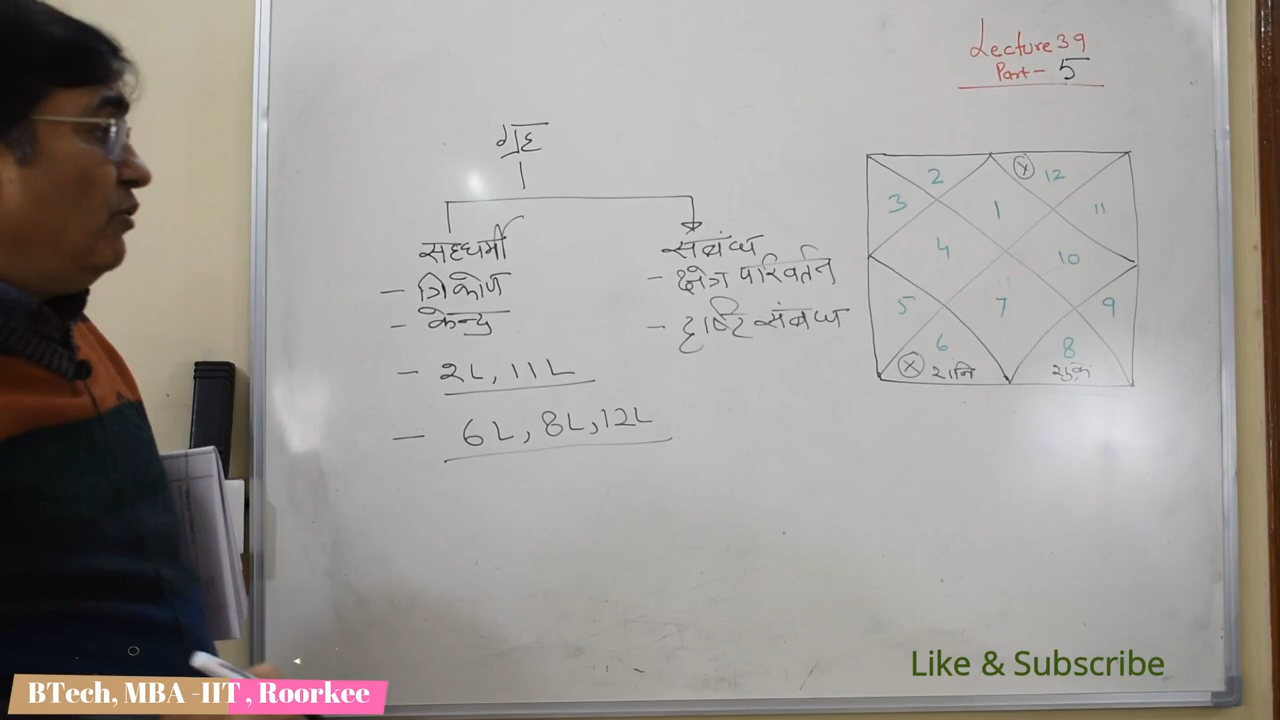 Lecture 39
Part - 5
ग्रह
सहधर्मी
- त्रिकोण
- केन्द्र
- 2L, 11L
- 6L, 8L, 12L
सबंध
- क्षेत्र परिवर्तन
- दृष्टि संबंध
2 X 12
3 1 11
4 10
5 7 9
6 8
X शनि शुक्र
Like & Subscribe
BTech, MBA -IIT , Roorkee